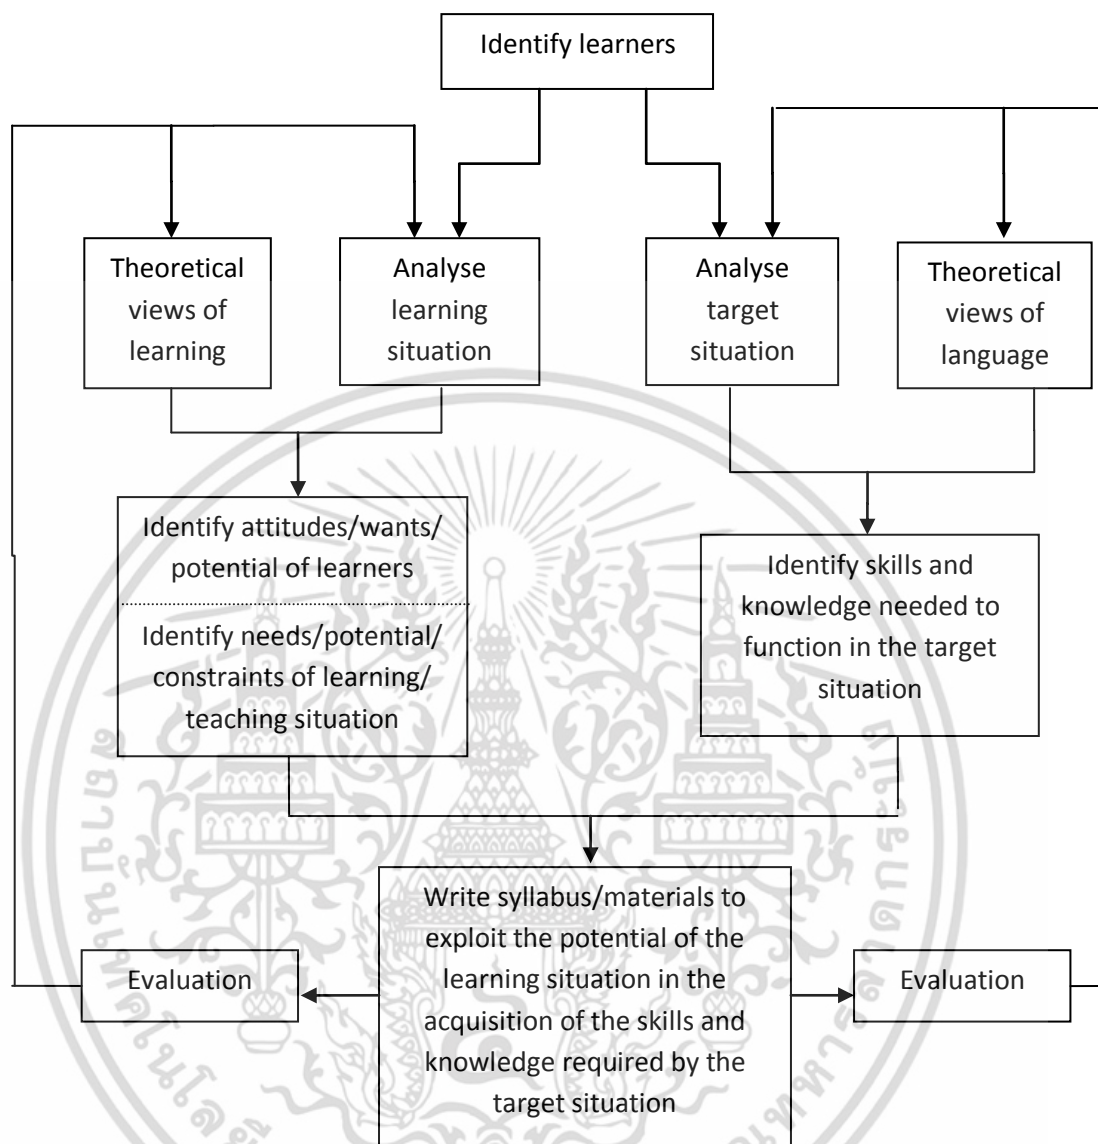 Identify learners
Theoretical
views of
learning
Analyse
learning
situation
Analyse
target
situation
Theoretical
views of
language
Identify attitudes/wants/
potential of learners
Identify needs/potential/
constraints of learning/
teaching situation
Identify skills and
knowledge needed to
function in the target
situation
Write syllabus/materials to
exploit the potential of the
learning situation in the
acquisition of the skills and
knowledge required by the
target situation
Evaluation
Evaluation